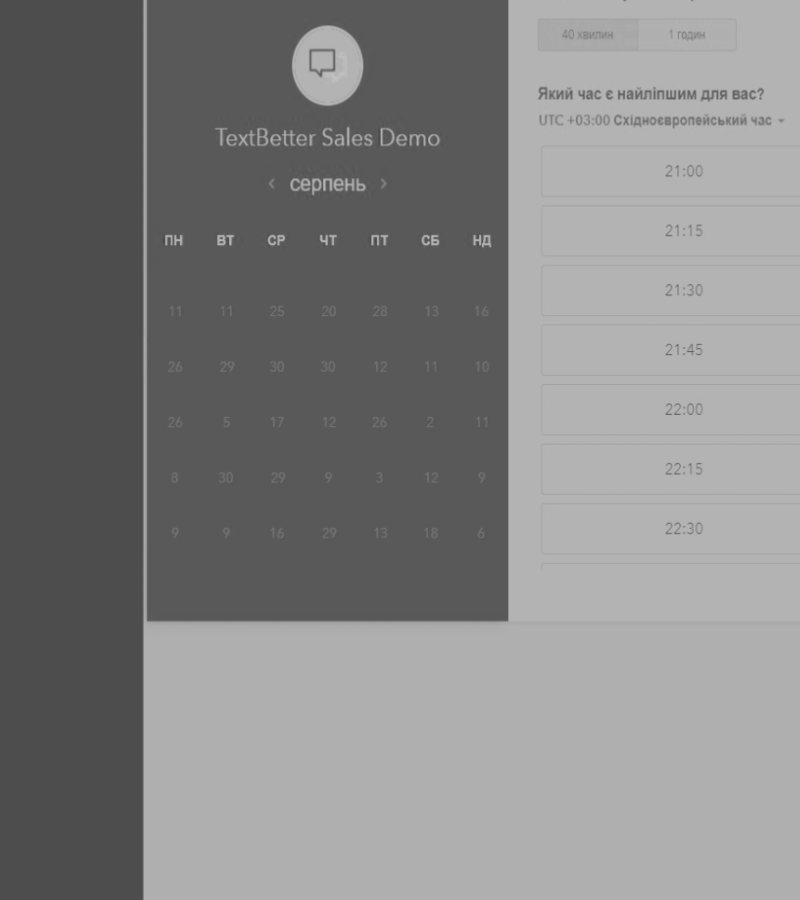 TextBetter Sales Demo
серпень
ПН ВТ СР ЧТ ПТ СБ НД
11 11 25 20 28 13 16
26 29 30 30 12 11 10
26 5 17 12 26 2 11
8 30 29 9 3 12 9
9 9 16 29 13 18 6
40 хвилин 1 годин
Який час є найліпшим для вас?
UTC +03:00 Східноєвропейський час
21:00
21:15
21:30
21:45
22:00
22:15
22:30